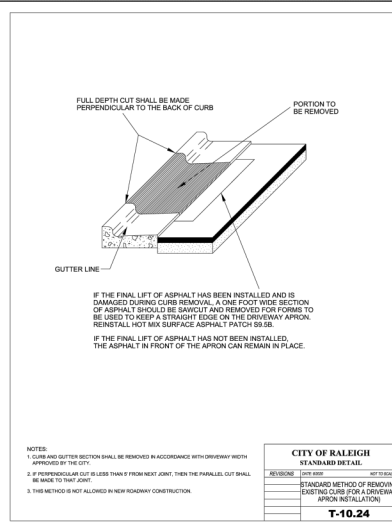 FULL DEPTH CUT SHALL BE MADE
PERPENDICULAR TO THE BACK OF CURB
PORTION TO
BE REMOVED
GUTTER LINE
IF THE FINAL LIFT OF ASPHALT HAS BEEN INSTALLED AND IS
DAMAGED DURING CURB REMOVAL, A ONE FOOT WIDE SECTION
OF ASPHALT SHOULD BE SAWCUT AND REMOVED FOR FORMS TO
BE USED TO KEEP A STRAIGHT EDGE ON THE DRIVEWAY APRON.
REINSTALL HOT MIX SURFACE ASPHALT PATCH S9.5B.
IF THE FINAL LIFT OF ASPHALT HAS NOT BEEN INSTALLED,
THE ASPHALT IN FRONT OF THE APRON CAN REMAIN IN PLACE.
NOTES:
1. CURB AND GUTTER SECTION SHALL BE REMOVED IN ACCORDANCE WITH DRIVEWAY WIDTH
APPROVED BY THE CITY.
2. IF PERPENDICULAR CUT IS LESS THAN 5' FROM NEXT JOINT, THEN THE PARALLEL CUT SHALL
BE MADE TO THAT JOINT.
3. THIS METHOD IS NOT ALLOWED IN NEW ROADWAY CONSTRUCTION.
CITY OF RALEIGH
STANDARD DETAIL
REVISIONS DATE: NOT TO SCAL
STANDARD METHOD OF REMOVIN
EXISTING CURB (FOR A DRIVEWA
APRON INSTALLATION)
T-10.24